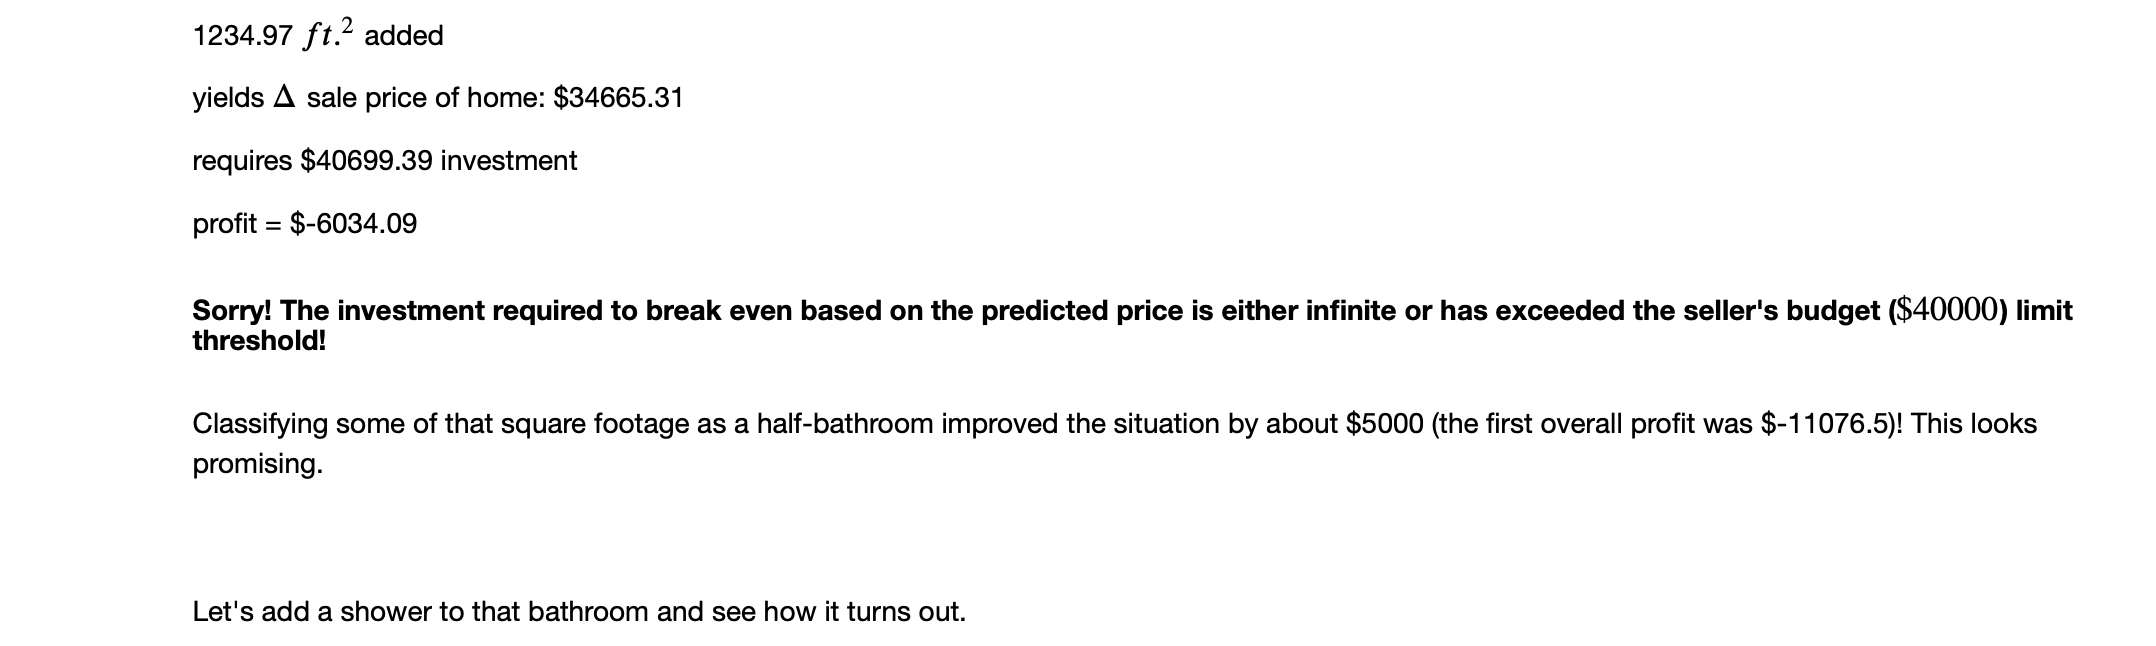 1234.97 ft.² added
yields Δ sale price of home: $34665.31
requires $40699.39 investment
profit = $-6034.09
Sorry! The investment required to break even based on the predicted price is either infinite or has exceeded the seller's budget ($40000) limit
threshold!
Classifying some of that square footage as a half-bathroom improved the situation by about $5000 (the first overall profit was $-11076.5)! This looks
promising.
Let's add a shower to that bathroom and see how it turns out.